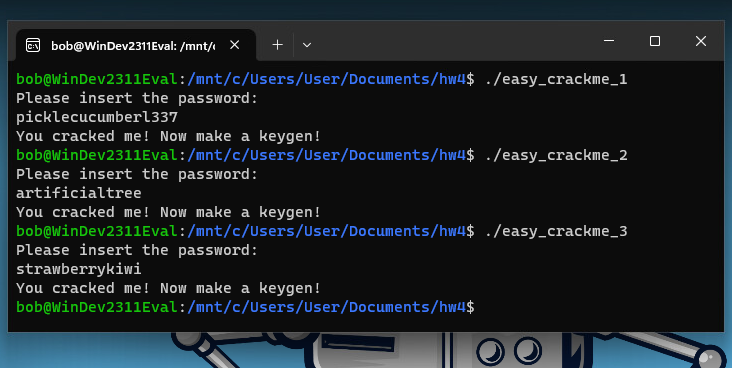 bob@WinDev2311Eval: /mnt/c
bob@WinDev2311Eval:/mnt/c/Users/User/Documents/hw4$ ./easy_crackme_1
Please insert the password:
picklecucumberl337
You cracked me! Now make a keygen!
bob@WinDev2311Eval:/mnt/c/Users/User/Documents/hw4$ ./easy_crackme_2
Please insert the password:
artificialtree
You cracked me! Now make a keygen!
bob@WinDev2311Eval:/mnt/c/Users/User/Documents/hw4$ ./easy_crackme_3
Please insert the password:
strawberrykiwi
You cracked me! Now make a keygen!
bob@WinDev2311Eval:/mnt/c/Users/User/Documents/hw4$